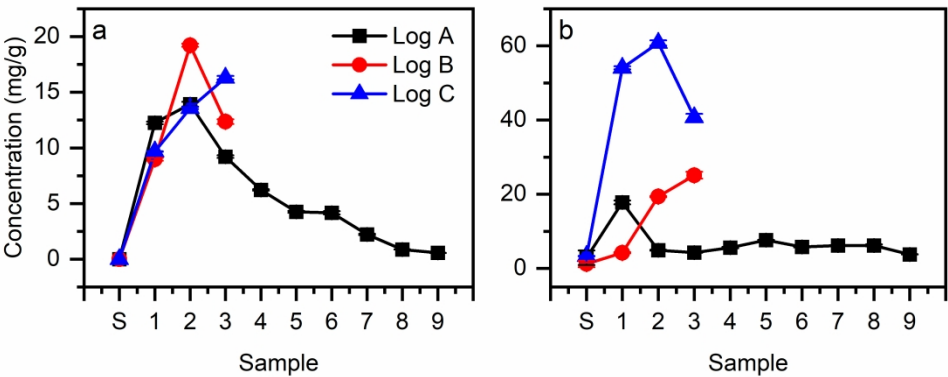 a
Log A
Log B
Log C
Concentration (mg/g)
20
15
10
5
0
S 1 2 3 4 5 6 7 8 9
Sample
b
60
40
20
0
S 1 2 3 4 5 6 7 8 9
Sample